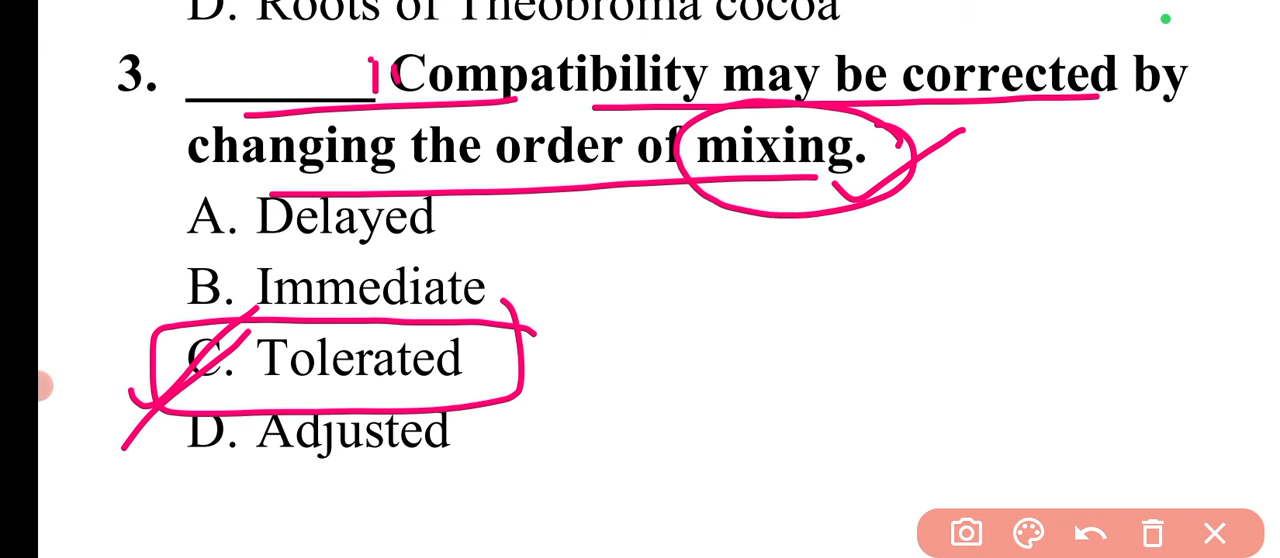 D. Roots of Theobroma cocoa
3. _______ Compatibility may be corrected by
changing the order of mixing.
A. Delayed
B. Immediate
C. Tolerated
D. Adjusted